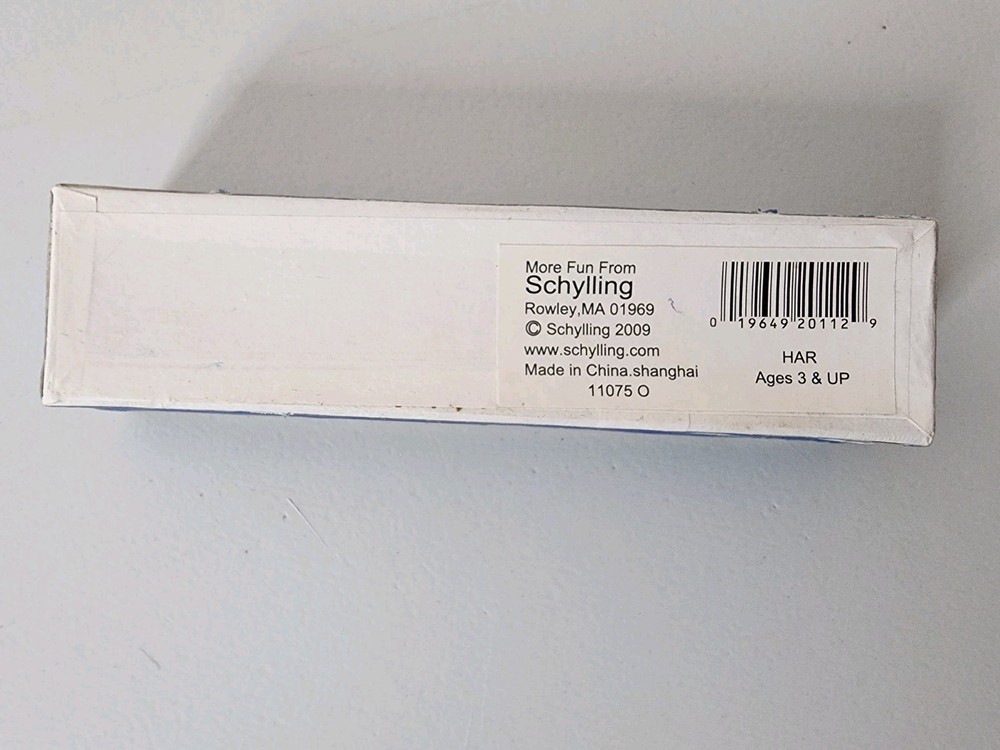 More Fun From
Schylling
Rowley,MA 01969
© Schylling 2009
www.schylling.com
Made in China.shanghai
11075 O
0 19649 20112 9
HAR
Ages 3 & UP